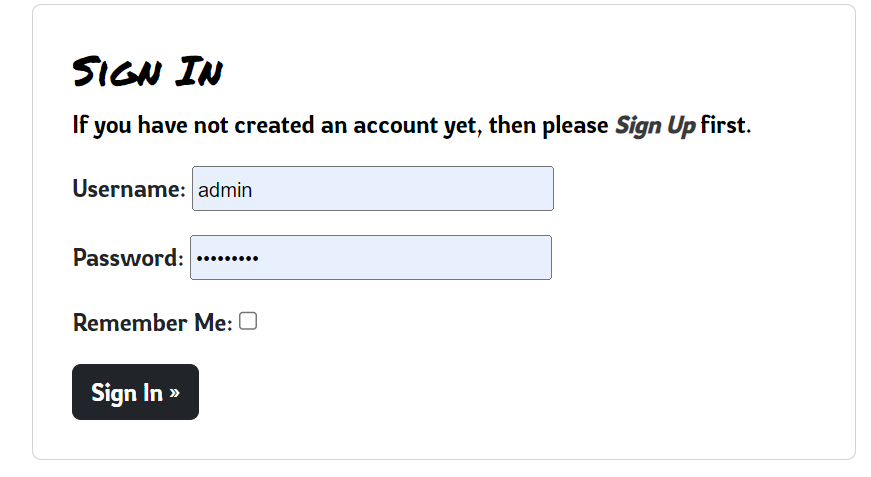 Sign In
If you have not created an account yet, then please Sign Up first.
Username: admin
Password: •••••••••
Remember Me:
Sign In »